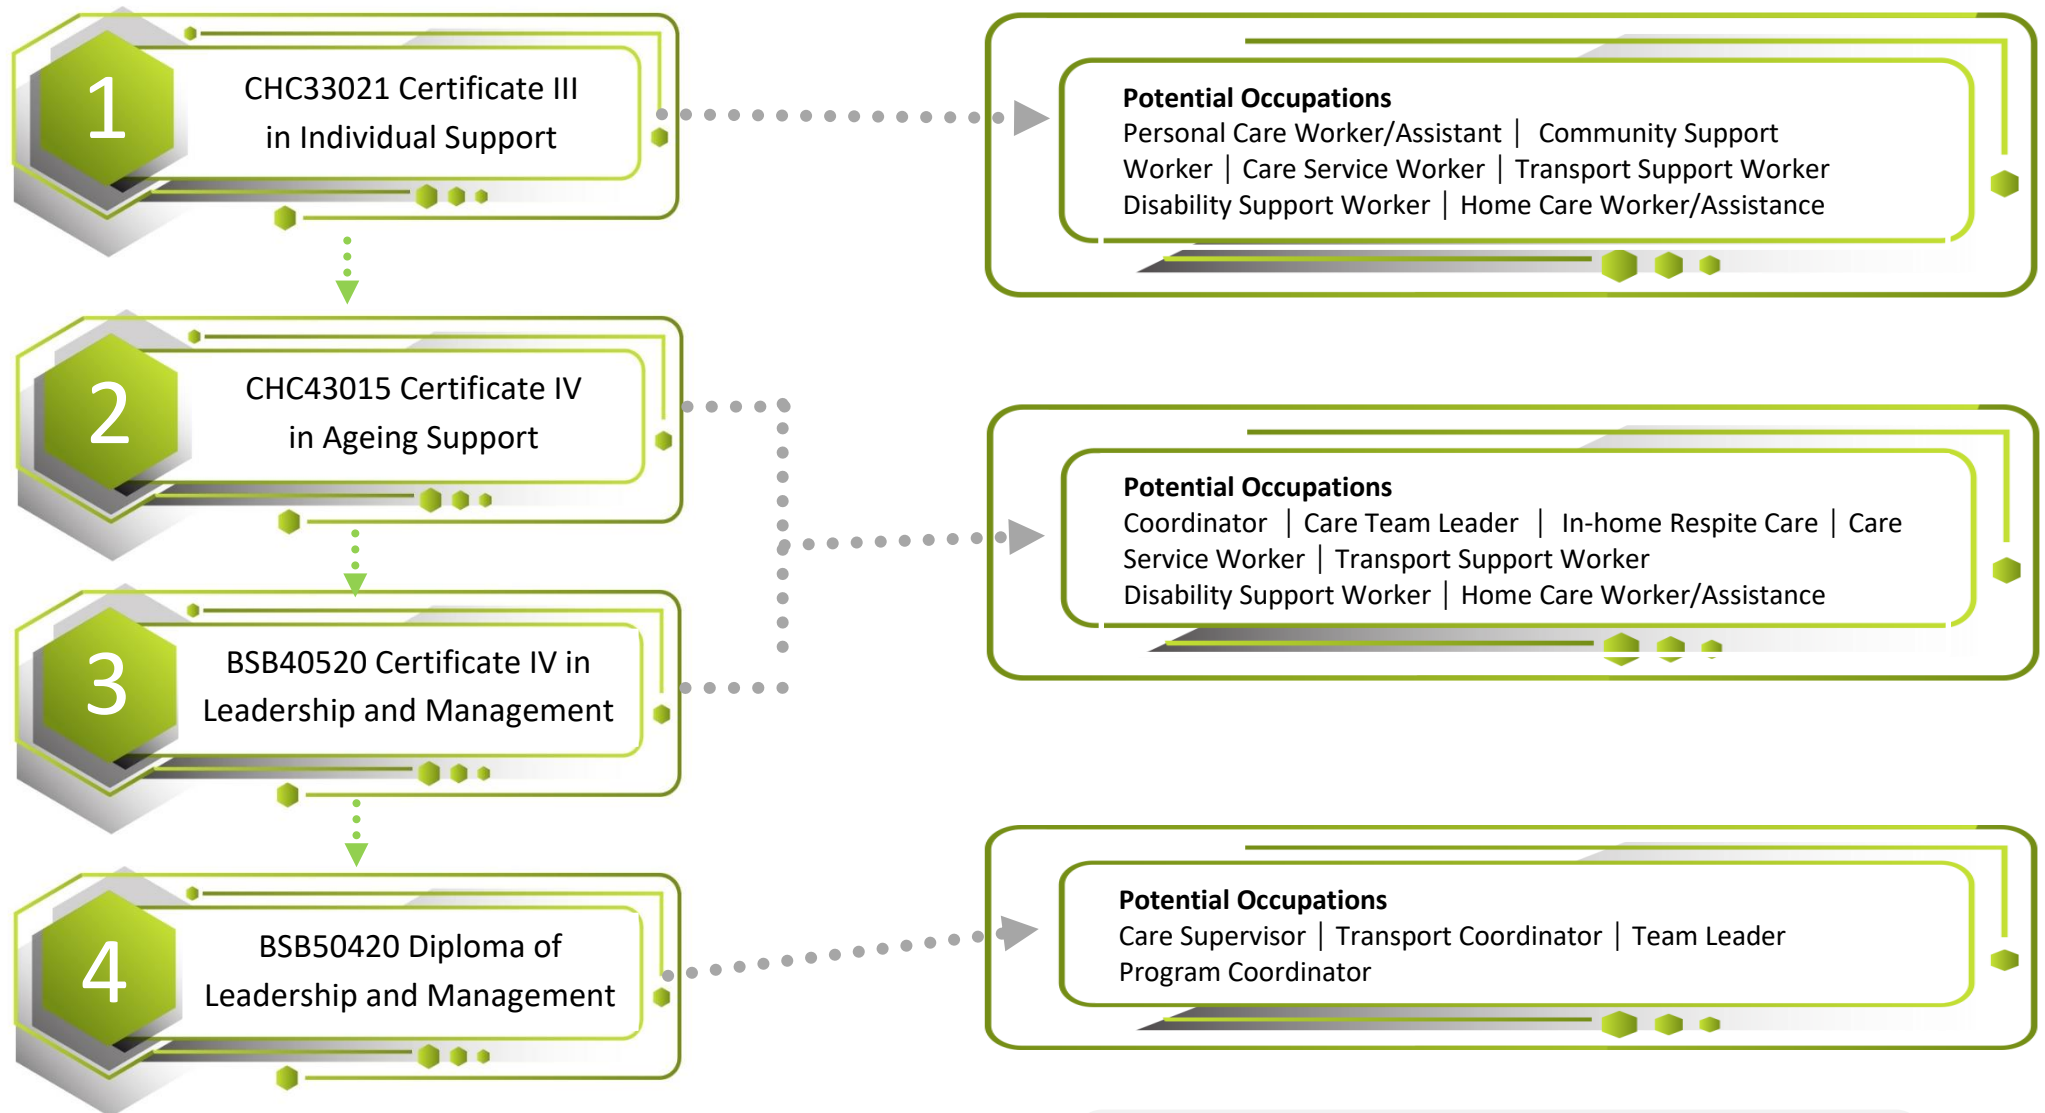 1
CHC33021 Certificate III
in Individual Support
Potential Occupations
Personal Care Worker/Assistant | Community Support
Worker | Care Service Worker | Transport Support Worker
Disability Support Worker | Home Care Worker/Assistance
2
CHC43015 Certificate IV
in Ageing Support
Potential Occupations
Coordinator | Care Team Leader | In-home Respite Care | Care
Service Worker | Transport Support Worker
Disability Support Worker | Home Care Worker/Assistance
3
BSB40520 Certificate IV in
Leadership and Management
4
BSB50420 Diploma of
Leadership and Management
Potential Occupations
Care Supervisor | Transport Coordinator | Team Leader
Program Coordinator